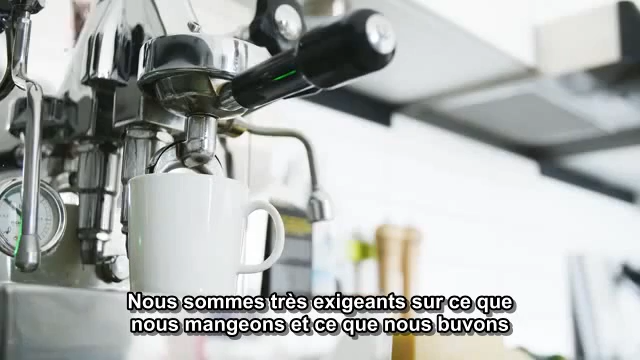 Nous sommes très exigeants sur ce que
nous mangeons et ce que nous buvons